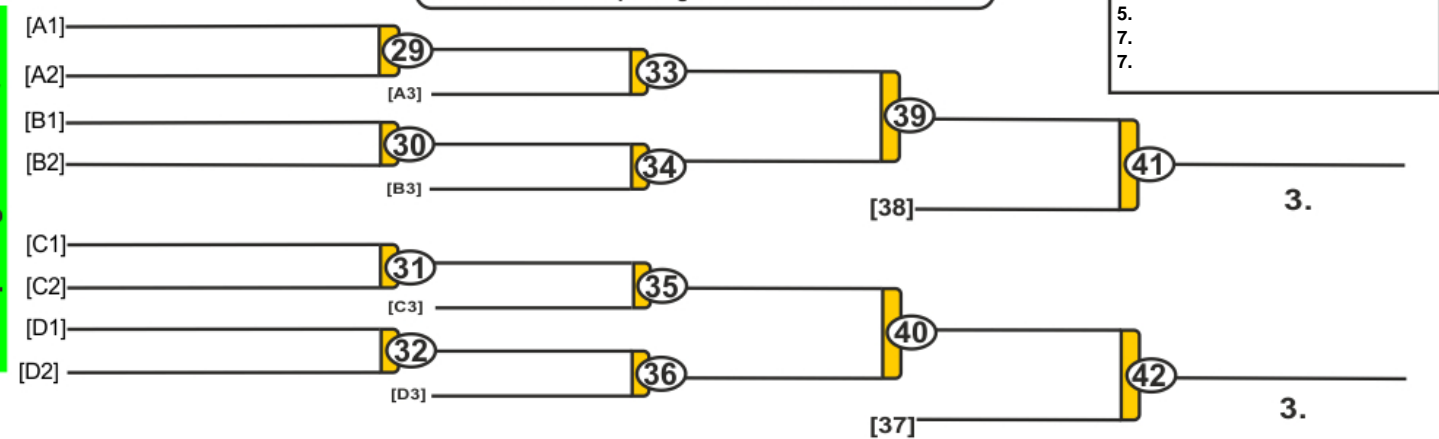 5.
7.
7.
[A1]
29
[A2]
33
[A3]
39
[B1]
30
[B2]
34
[B3]
41
[38]
3.
[C1]
31
[C2]
35
[C3]
40
[D1]
32
[D2]
36
[D3]
42
[37]
3.